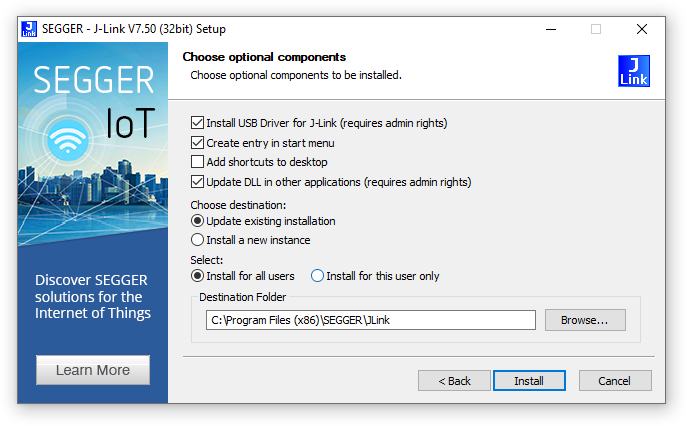 SEGGER - J-Link V7.50 (32bit) Setup
Choose optional components
Choose optional components to be installed.
J
Link
SEGGER
IoT
Discover SEGGER
solutions for the
Internet of Things
Learn More
Install USB Driver for J-Link (requires admin rights)
Create entry in start menu
Add shortcuts to desktop
Update DLL in other applications (requires admin rights)
Choose destination:
Update existing installation
Install a new instance
Select:
Install for all users Install for this user only
Destination Folder
C:\Program Files (x86)\SEGGER\JLink Browse...
< Back Install Cancel